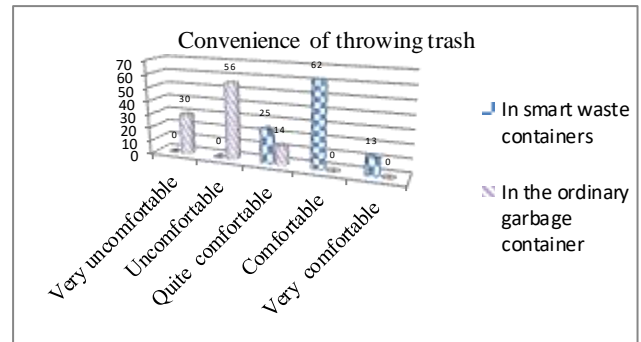 Convenience of throwing trash
70
60
50
40
30
20
10
0
0
30
0
56
25
14
62
0
13
0
Very uncomfortable
Uncomfortable
Quite comfortable
Comfortable
Very comfortable
In smart waste
containers
In the ordinary
garbage
container